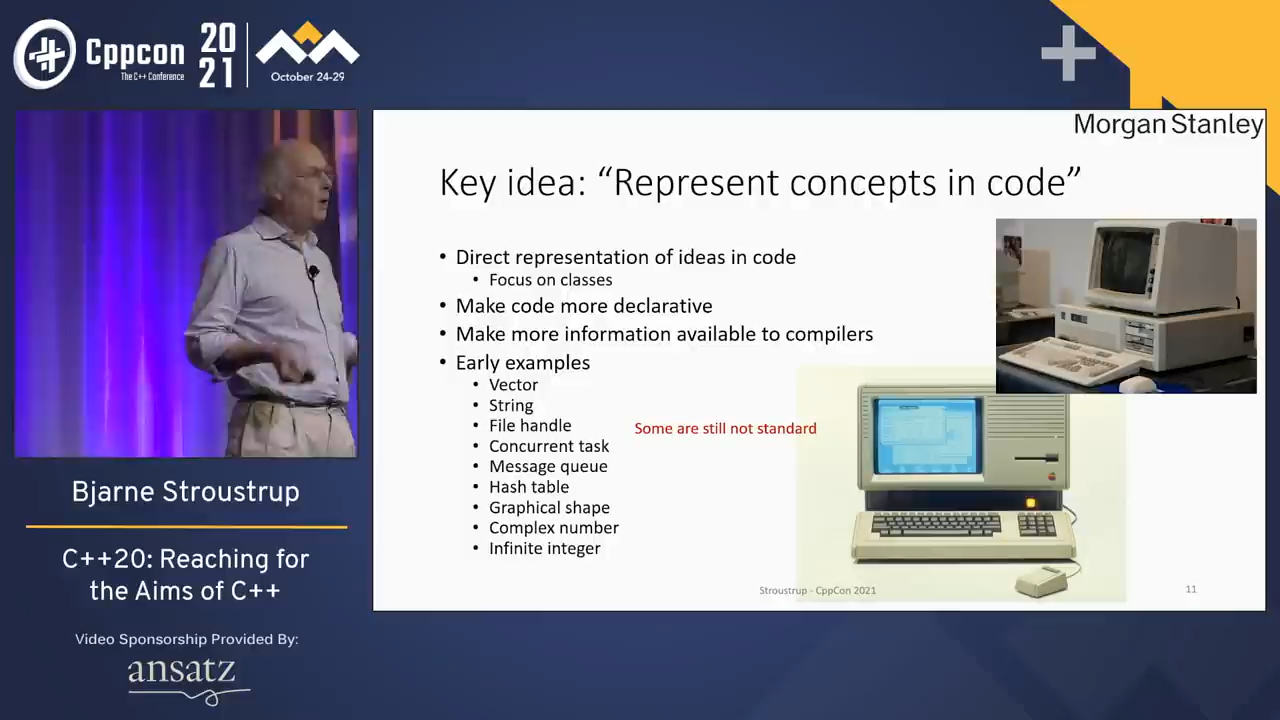 Cppcon
The C++ Conference
20
21
October 24-29
Morgan Stanley
Key idea: “Represent concepts in code”
• Direct representation of ideas in code
• Focus on classes
• Make code more declarative
• Make more information available to compilers
• Early examples
• Vector
• String
• File handle
• Concurrent task
• Message queue
• Hash table
• Graphical shape
• Complex number
• Infinite integer
Some are still not standard
Stroustrup - CppCon 2021
11
Bjarne Stroustrup
C++20: Reaching for
the Aims of C++
Video Sponsorship Provided By:
ansatz